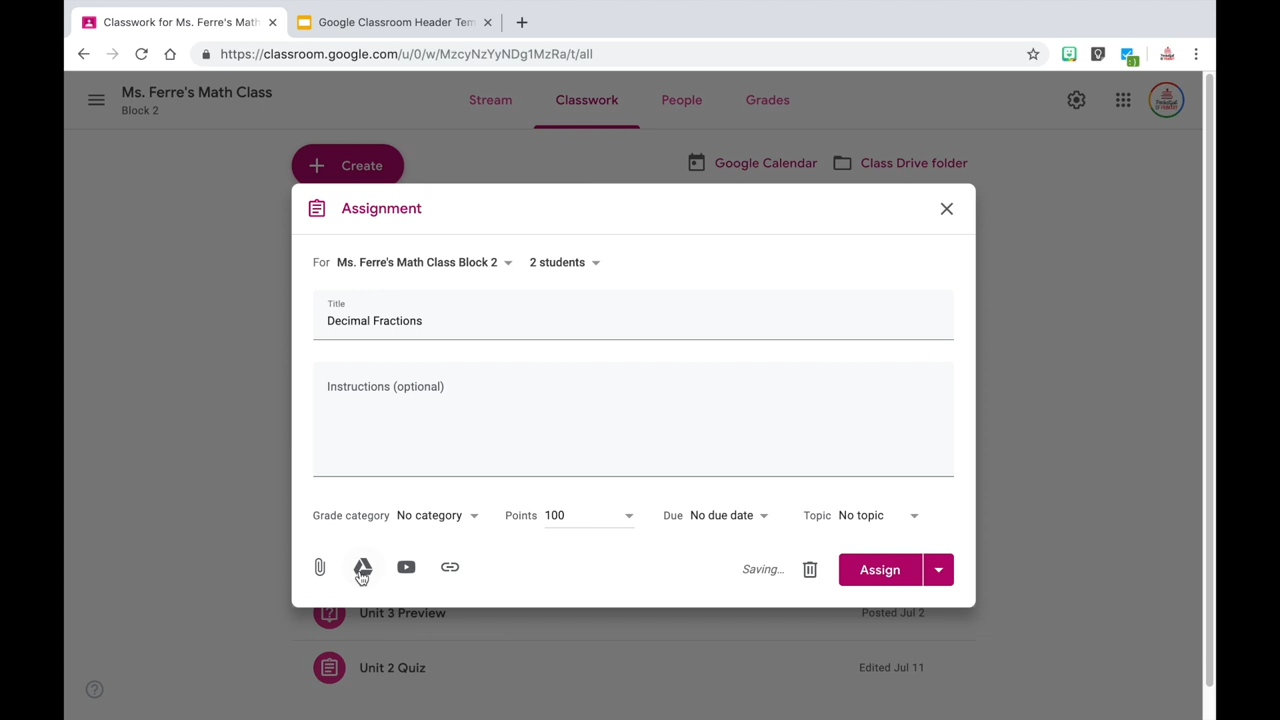 Classwork for Ms. Ferre's Math
Google Classroom Header Tem
https://classroom.google.com/u/0/w/MzcvNzYyNDg1MzRa/t/all
Ms. Ferre's Math Class
Block 2
Stream
Classwork
People
Grades
Create
Google Calendar
Class Drive folder
Assignment
For Ms. Ferre's Math Class Block 2 2 students
Title
Decimal Fractions
Instructions (optional)
Grade category No category Points 100 Due No due date Topic No topic
Saving...
Assign
Unit 3 Preview
Posted Jul 2
Unit 2 Quiz
Edited Jul 11